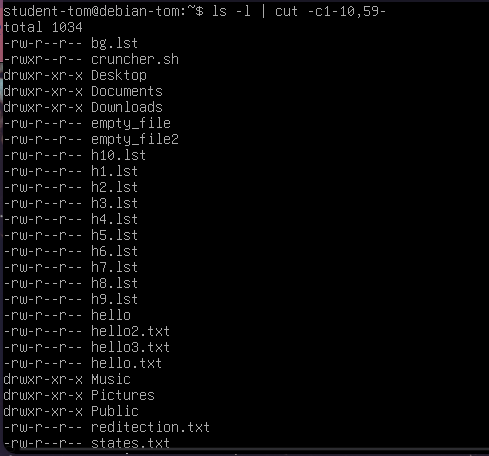 student-tom@debian-tom:~$ ls -l | cut -c1-10,59-
total 1034
-rw-r--r-- bg.lst
-rwxr--r-- cruncher.sh
drwxr-xr-x Desktop
drwxr-xr-x Documents
drwxr-xr-x Downloads
-rw-r--r-- empty_file
-rw-r--r-- empty_file2
-rw-r--r-- h10.lst
-rw-r--r-- h1.lst
-rw-r--r-- h2.lst
-rw-r--r-- h3.lst
-rw-r--r-- h4.lst
-rw-r--r-- h5.lst
-rw-r--r-- h6.lst
-rw-r--r-- h7.lst
-rw-r--r-- h8.lst
-rw-r--r-- h9.lst
-rw-r--r-- hello
-rw-r--r-- hello2.txt
-rw-r--r-- hello3.txt
-rw-r--r-- hello.txt
drwxr-xr-x Music
drwxr-xr-x Pictures
drwxr-xr-x Public
-rw-r--r-- reditection.txt
-rw-r--r-- states.txt